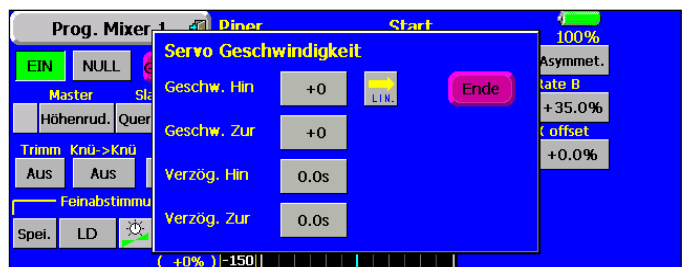 Prog. Mixer 1 Piper Start
100%
Servo Geschwindigkeit
EIN NULL Asymmet.
Geschw. Hin +0 LIN. Ende
Master Sla Rate B
Höhenrud. Quer +35.0%
Geschw. Zur +0
offset
Trimm Knü->Knü +0.0%
Aus Aus Verzög. Hin 0.0s
Feinabstimmu
Verzög. Zur 0.0s
Spei. LD
( +0% ) -150